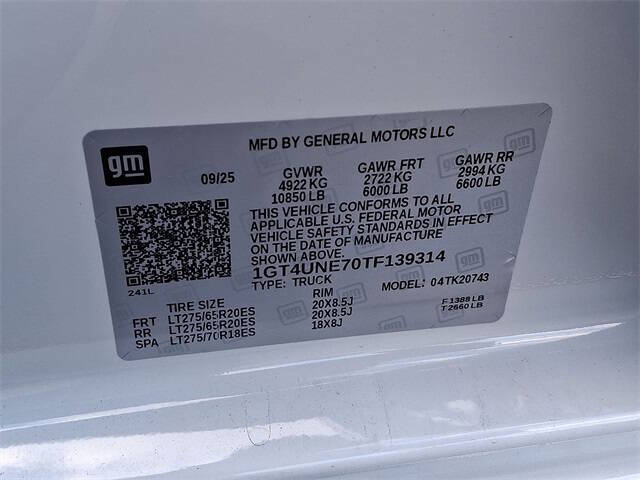 MFD BY GENERAL MOTORS LLC
gm
09/25
GVWR GAWR FRT GAWR RR
4922 KG 2722 KG 2994 KG
10850 LB 6000 LB 6600 LB
THIS VEHICLE CONFORMS TO ALL
APPLICABLE U.S. FEDERAL MOTOR
VEHICLE SAFETY STANDARDS IN EFFECT
ON THE DATE OF MANUFACTURE
SHOWN ABOVE.
1GT4UNE70TF139314
241L
TYPE: TRUCK MODEL: 04TK20743
TIRE SIZE RIM
FRT LT275/65R20ES 20X8.5J F1388 LB
RR LT275/65R20ES 20X8.5J T2660 LB
SPA LT275/70R18ES 18X8J